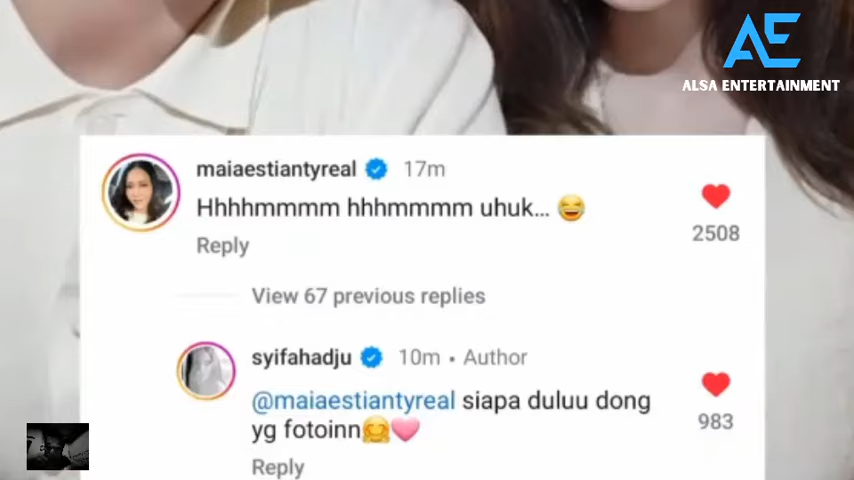 AE
ALSA ENTERTAINMENT
maiaestiantyreal 17m
Hhhhmmmm hhhmmmm uhuk... 😆
2508
Reply
View 67 previous replies
syifahadju 10m • Author
@maiaestiantyreal siapa duluu dong
yg fotoinn🤗🩷
983
Reply